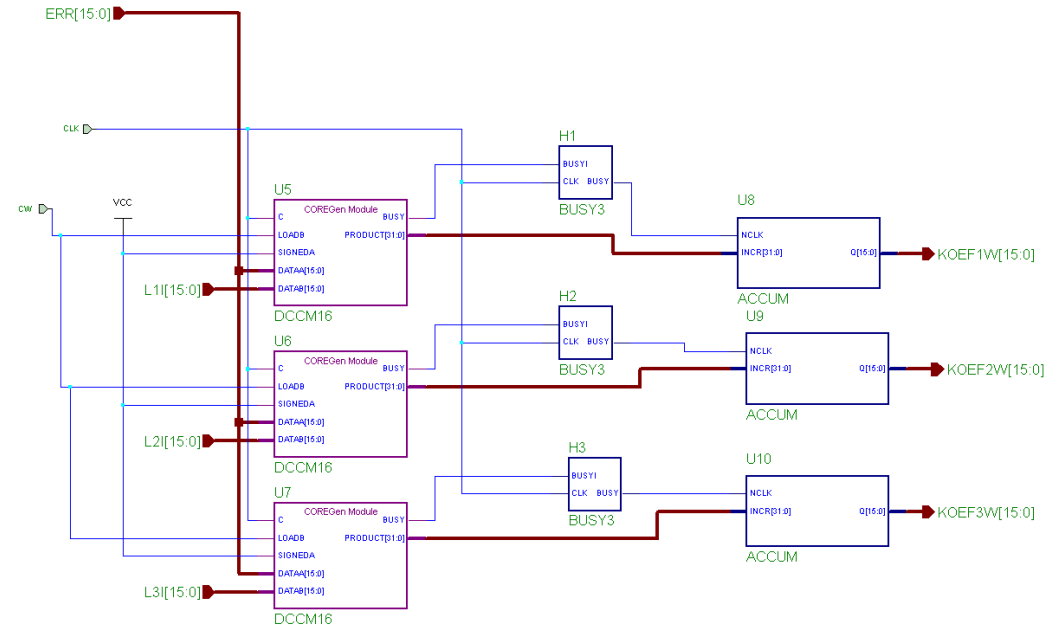 ERR[15:0]
CLK
CW
VCC
U5
COREGen Module
C
BUSY
LOADB
PRODUCT[31:0]
SIGNEDA
DATAA[15:0]
DATAB[15:0]
DCCM16
L1I[15:0]
H1
BUSYI
CLK BUSY
BUSY3
U8
NCLK
INCR[31:0]
Q[15:0]
ACCUM
KOEF1W[15:0]
U6
COREGen Module
C
BUSY
LOADB
PRODUCT[31:0]
SIGNEDA
DATAA[15:0]
DATAB[15:0]
DCCM16
L2I[15:0]
H2
BUSYI
CLK BUSY
BUSY3
U9
NCLK
INCR[31:0]
Q[15:0]
ACCUM
KOEF2W[15:0]
U7
COREGen Module
C
BUSY
LOADB
PRODUCT[31:0]
SIGNEDA
DATAA[15:0]
DATAB[15:0]
DCCM16
L3I[15:0]
H3
BUSYI
CLK BUSY
BUSY3
U10
NCLK
INCR[31:0]
Q[15:0]
ACCUM
KOEF3W[15:0]